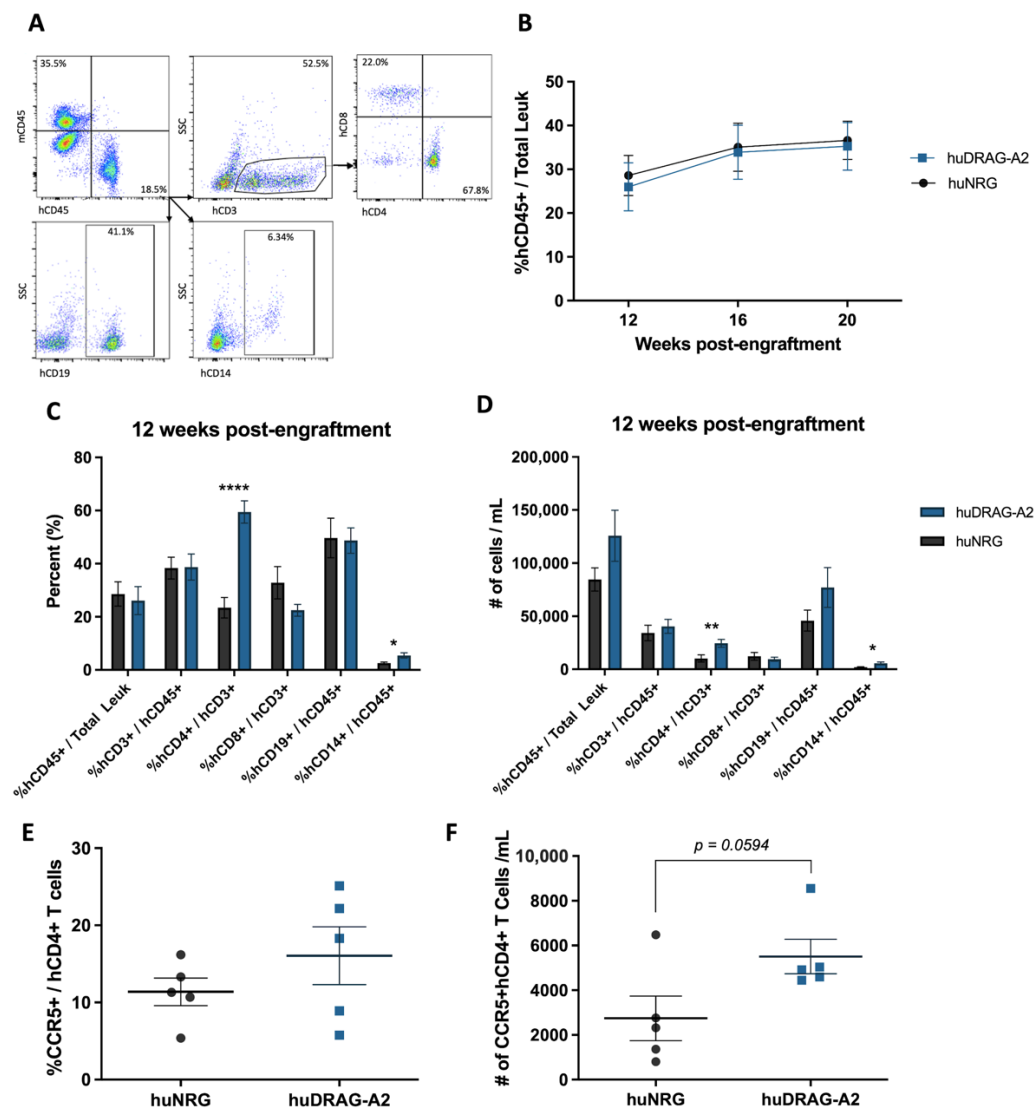 A
35.5%
mCD45
18.5%
hCD45
52.5%
SSC
hCD3
22.0%
hCD8
67.8%
hCD4
41.1%
SSC
hCD19
6.34%
SSC
hCD14
B
50
40
30
20
10
0
%hCD45+ / Total Leuk
12
16
20
Weeks post-engraftment
huDRAG-A2
huNRG
C
12 weeks post-engraftment
80
60
40
20
0
Percent (%)
****
*
%hCD45+ / Total Leuk
%hCD3+ / hCD45+
%hCD4+ / hCD3+
%hCD8+ / hCD3+
%hCD19+ / hCD45+
%hCD14+ / hCD45+
D
12 weeks post-engraftment
200,000
150,000
100,000
50,000
0
# of cells / mL
**
*
%hCD45+ / Total Leuk
%hCD3+ / hCD45+
%hCD4+ / hCD3+
%hCD8+ / hCD3+
%hCD19+ / hCD45+
%hCD14+ / hCD45+
huDRAG-A2
huNRG
E
30
20
10
0
%CCR5+ / hCD4+ T cells
huNRG
huDRAG-A2
F
10,000
8000
6000
4000
2000
0
# of CCR5+hCD4+ T Cells /mL
p = 0.0594
huNRG
huDRAG-A2